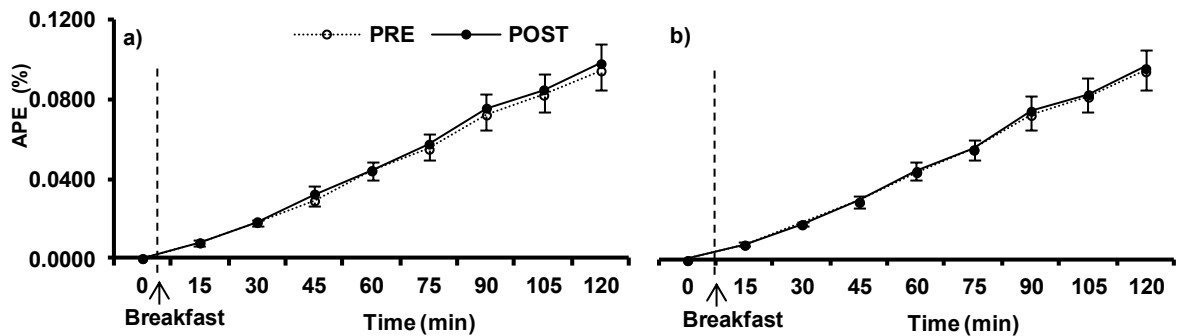 0.1200
a)
PRE
POST
b)
0.0800
APE (%)
0.0400
0.0000
0 15 30 45 60 75 90 105 120
0 15 30 45 60 75 90 105 120
Breakfast
Time (min)
Breakfast
Time (min)